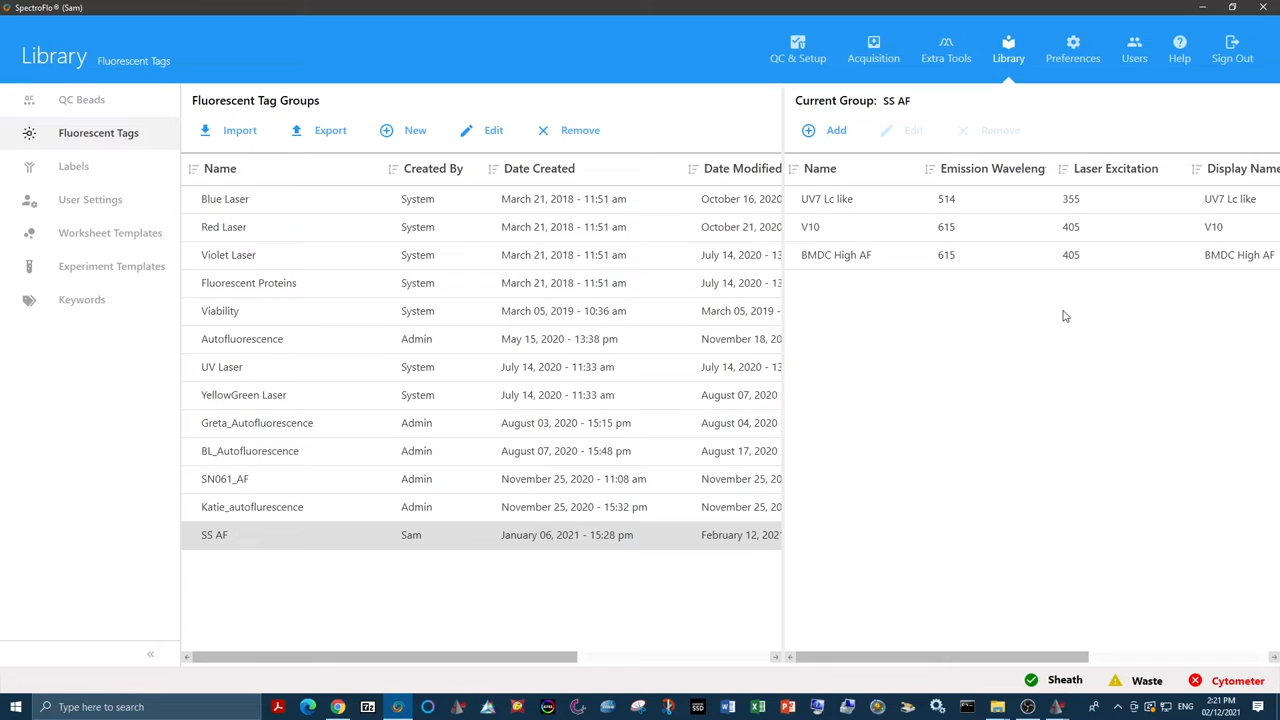 SpectroFlo® (Sam)
Library Fluorescent Tags
QC & Setup Acquisition Extra Tools Library Preferences Users Help Sign Out
QC Beads
Fluorescent Tags
Labels
User Settings
Worksheet Templates
Experiment Templates
Keywords
Fluorescent Tag Groups
Import Export New Edit Remove
Name Created By Date Created Date Modified
Blue Laser System March 21, 2018 - 11:51 am October 16, 2020
Red Laser System March 21, 2018 - 11:51 am October 21, 2020
Violet Laser System March 21, 2018 - 11:51 am July 14, 2020 - 13
Fluorescent Proteins System March 21, 2018 - 11:51 am July 14, 2020 - 13
Viability System March 05, 2019 - 10:36 am March 05, 2019 -
Autofluorescence Admin May 15, 2020 - 13:38 pm November 18, 20
UV Laser System July 14, 2020 - 11:33 am July 14, 2020 - 13
YellowGreen Laser System July 14, 2020 - 11:33 am August 07, 2020
Greta_Autofluorescence Admin August 03, 2020 - 15:15 pm August 04, 2020
BL_Autofluorescence Admin August 07, 2020 - 15:48 pm August 17, 2020
SN061_AF Admin November 25, 2020 - 11:08 am November 25, 20
Katie_autoflurescence Admin November 25, 2020 - 15:32 pm November 25, 20
SS AF Sam January 06, 2021 - 15:28 pm February 12, 202
Current Group: SS AF
Add Edit Remove
Name Emission Waveleng Laser Excitation Display Name
UV7 Lc like 514 355 UV7 Lc like
V10 615 405 V10
BMDC High AF 615 405 BMDC High AF
Sheath Waste Cytometer
Type here to search
ENG 2:21 PM
02/12/2021